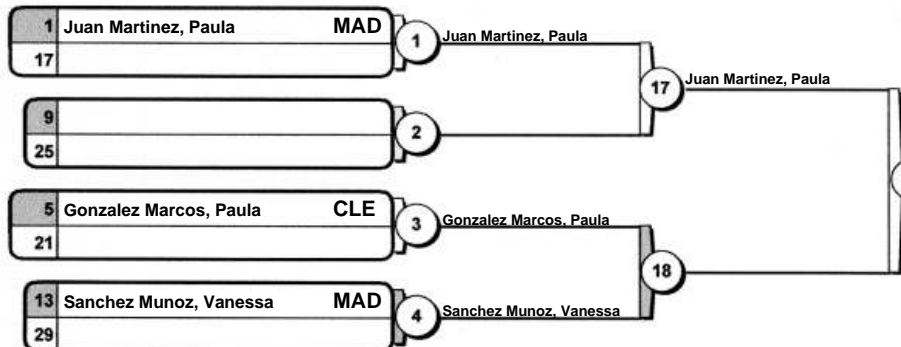 1 Juan Martinez, Paula MAD
17
1 Juan Martinez, Paula
17 Juan Martinez, Paula
9
25
2
5 Gonzalez Marcos, Paula CLE
21
3 Gonzalez Marcos, Paula
18
13 Sanchez Munoz, Vanessa MAD
29
4 Sanchez Munoz, Vanessa